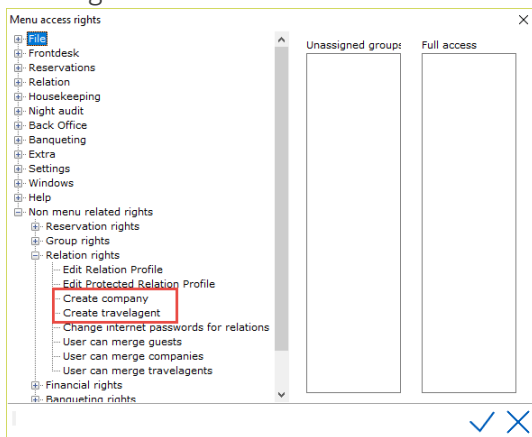 Menu access rights
File
Frontdesk
Reservations
Relation
Housekeeping
Night audit
Back Office
Banqueting
Extra
Settings
Windows
Help
Non menu related rights
Reservation rights
Group rights
Relation rights
Edit Relation Profile
Edit Protected Relation Profile
Create company
Create travelagent
Change internet passwords for relations
User can merge guests
User can merge companies
User can merge travelagents
Financial rights
Banqueting rights
Unassigned groups
Full access